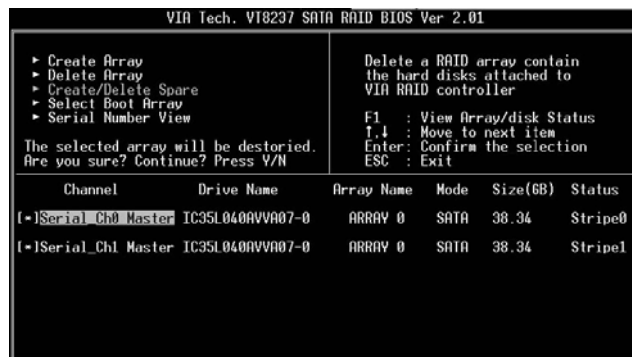 VIA Tech. VT8237 SATA RAID BIOS Ver 2.01
► Create Array
► Delete Array
► Create/Delete Spare
► Select Boot Array
► Serial Number View
The selected array will be destoried.
Are you sure? Continue? Press Y/N
Delete a RAID array contain
the hard disks attached to
VIA RAID controller
F1 : View Array/disk Status
↑,↓ : Move to next item
Enter: Confirm the selection
ESC : Exit
Channel Drive Name Array Name Mode Size(GB) Status
[*]Serial_Ch0 Master IC35L040AVVA07-0 ARRAY 0 SATA 38.34 Stripe0
[*]Serial_Ch1 Master IC35L040AVVA07-0 ARRAY 0 SATA 38.34 Stripe1